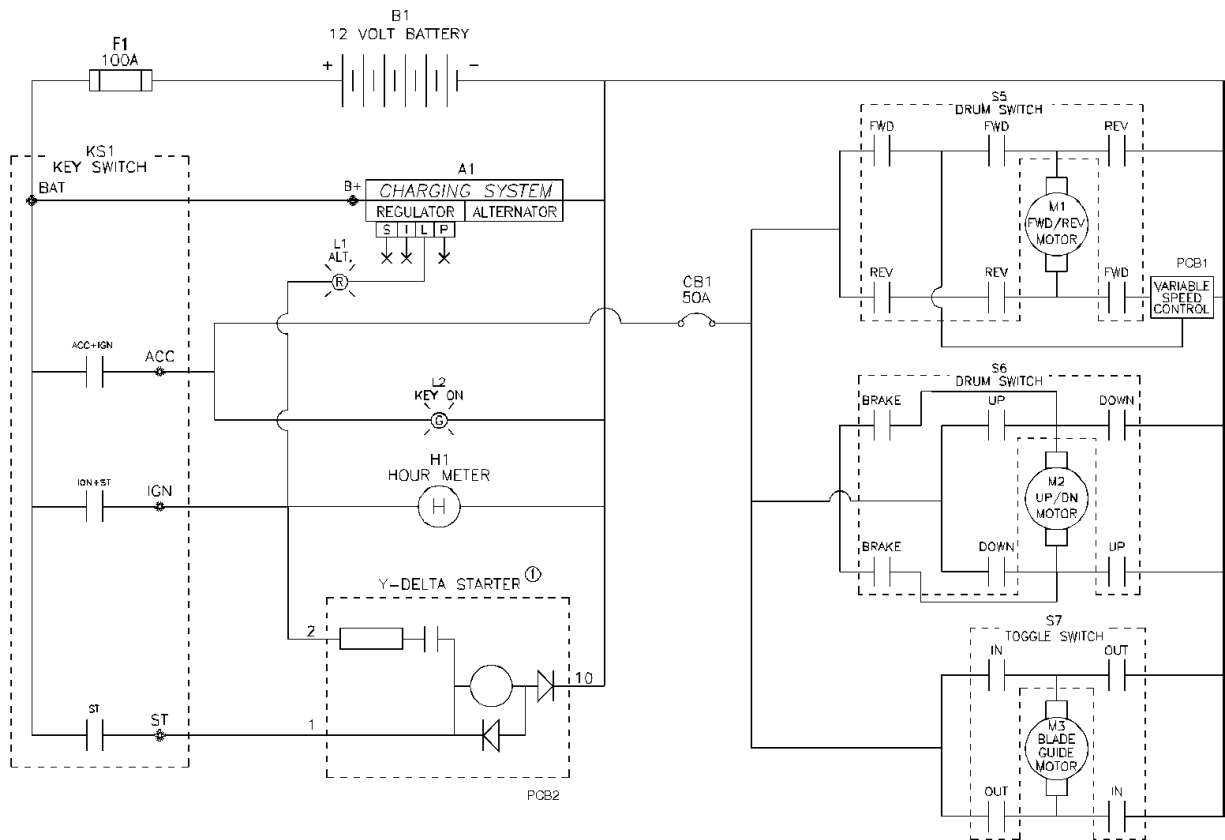 B1
12 VOLT BATTERY
F1
100A
+
-
S5
DRUM SWITCH
FWD
FWD
REV
KS1
KEY SWITCH
BAT
B+
A1
CHARGING SYSTEM
REGULATOR
ALTERNATOR
S
I
L
P
M1
FWD/REV
MOTOR
L1
ALT.
R
PCB1
VARIABLE
SPEED
CONTROL
REV
REV
FWD
CB1
50A
ACC+IGN
ACC
L2
KEY ON
G
S6
DRUM SWITCH
BRAKE
UP
DOWN
H1
HOUR METER
H
IGN+ST
IGN
M2
UP/DN
MOTOR
BRAKE
DOWN
UP
Y-DELTA STARTER 1
2
10
S7
TOGGLE SWITCH
IN
OUT
ST
ST
1
M3
BLADE
GUIDE
MOTOR
PCB2
OUT
IN